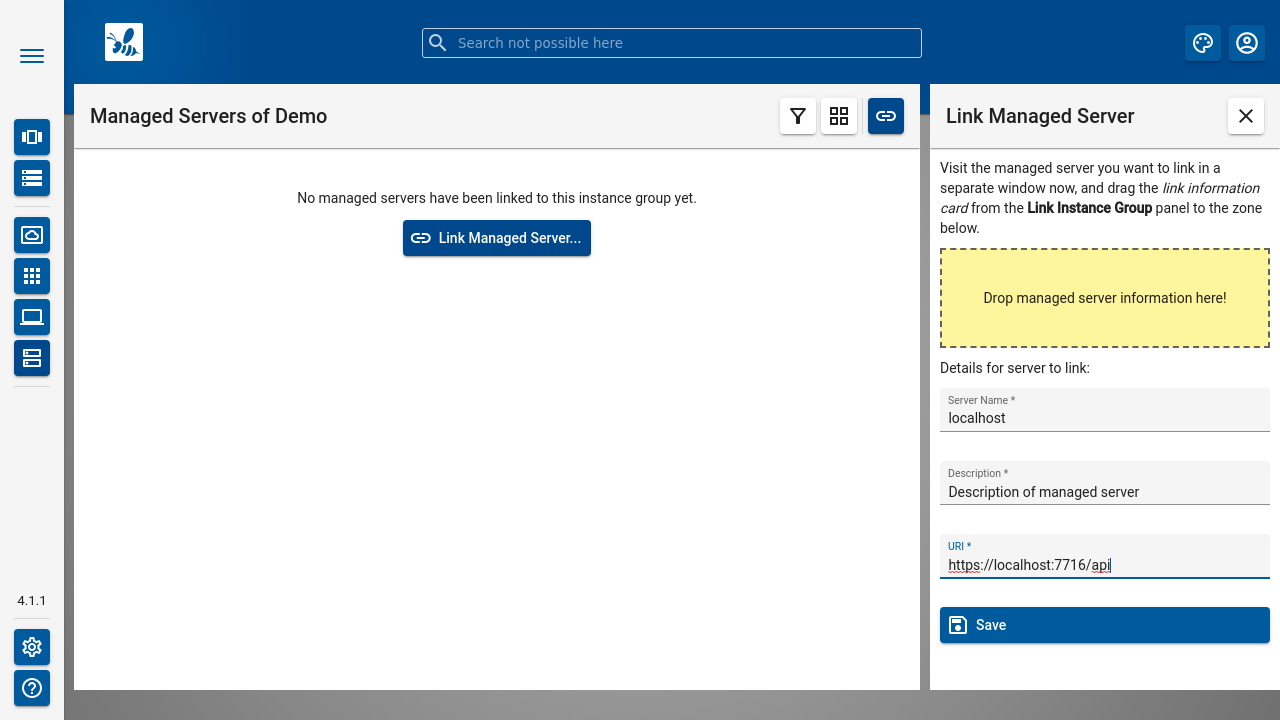 Search not possible here
Managed Servers of Demo
No managed servers have been linked to this instance group yet.
Link Managed Server...
Link Managed Server
Visit the managed server you want to link in a
separate window now, and drag the link information
card from the Link Instance Group panel to the zone
below.
Drop managed server information here!
Details for server to link:
Server Name *
localhost
Description *
Description of managed server
URI *
https://localhost:7716/api
Save
4.1.1